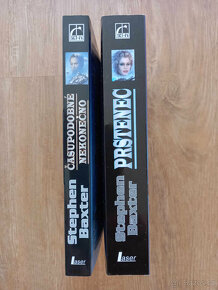 ČASUPODOBNÉ
NEKONEČNO
Stephen
Baxter
laser
PRSTENEC
Stephen
Baxter
laser